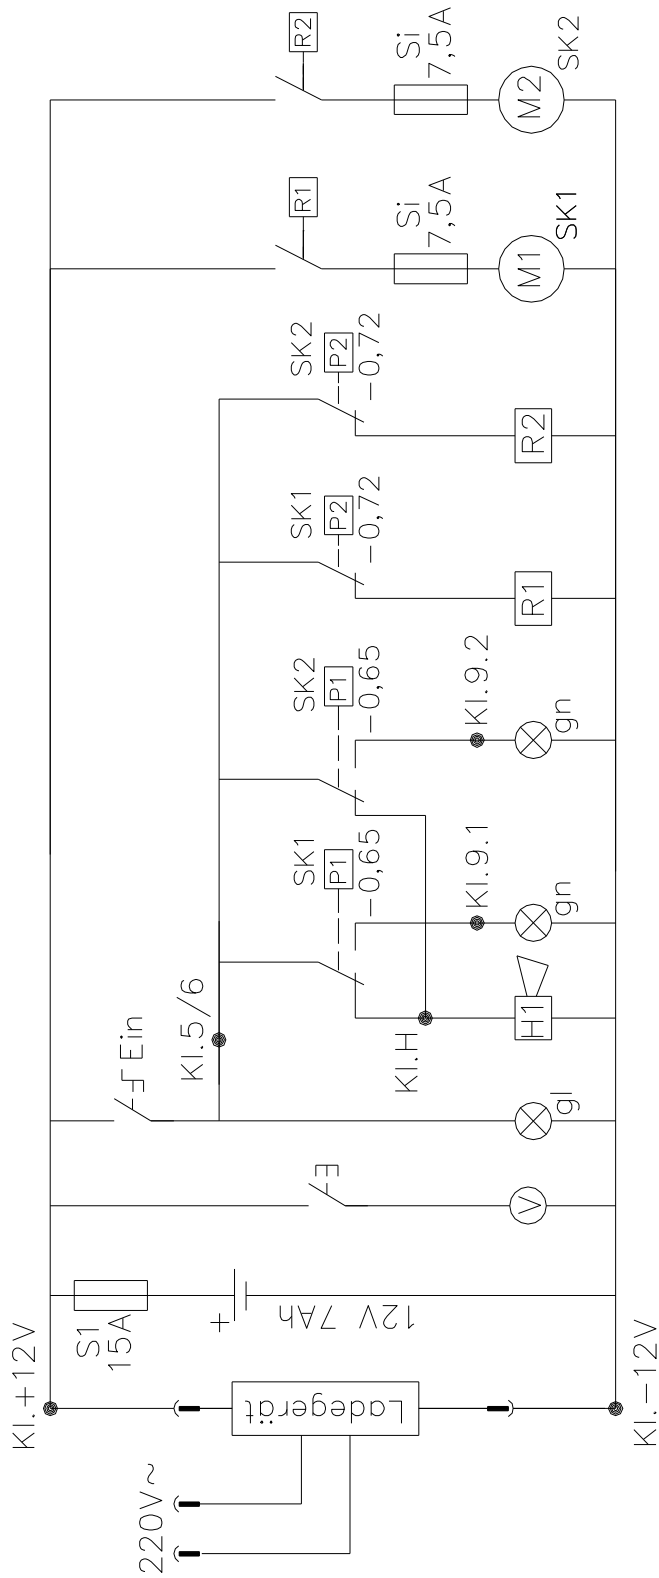 220V~
Ladegerät
Kl.+12V
Kl.−12V
S1
15A
+
12V 7Ah
E
V
Ein
gl
Kl.5/6
Kl.H
H1
SK1
P1
−0,65
Kl.9.1
gn
SK2
P1
−0,65
Kl.9.2
gn
SK1
P2
−0,72
R1
SK2
P2
−0,72
R2
R1
Si
7,5A
M1
SK1
R2
Si
7,5A
M2
SK2